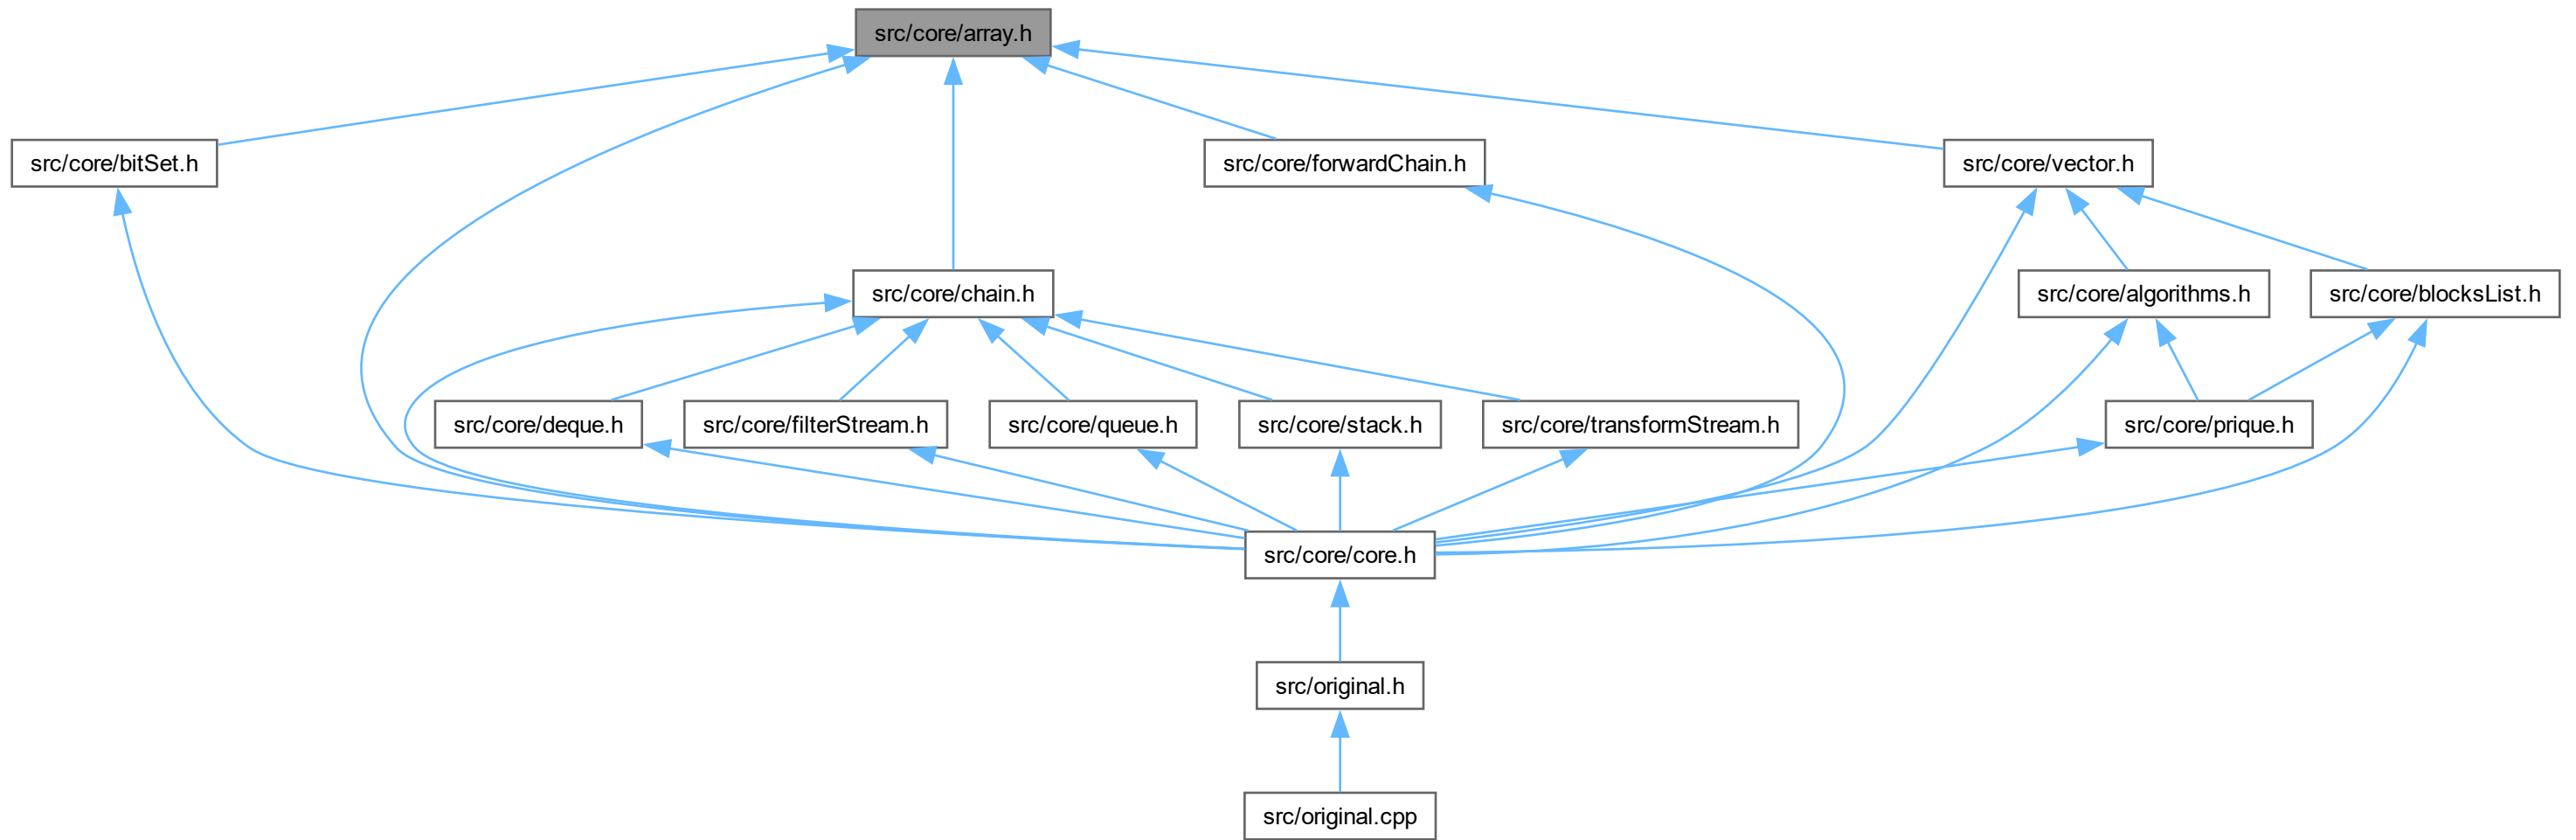 src/core/array.h
src/core/bitSet.h
src/core/forwardChain.h
src/core/vector.h
src/core/chain.h
src/core/algorithms.h
src/core/blocksList.h
src/core/deque.h
src/core/filterStream.h
src/core/queue.h
src/core/stack.h
src/core/transformStream.h
src/core/prique.h
src/core/core.h
src/original.h
src/original.cpp